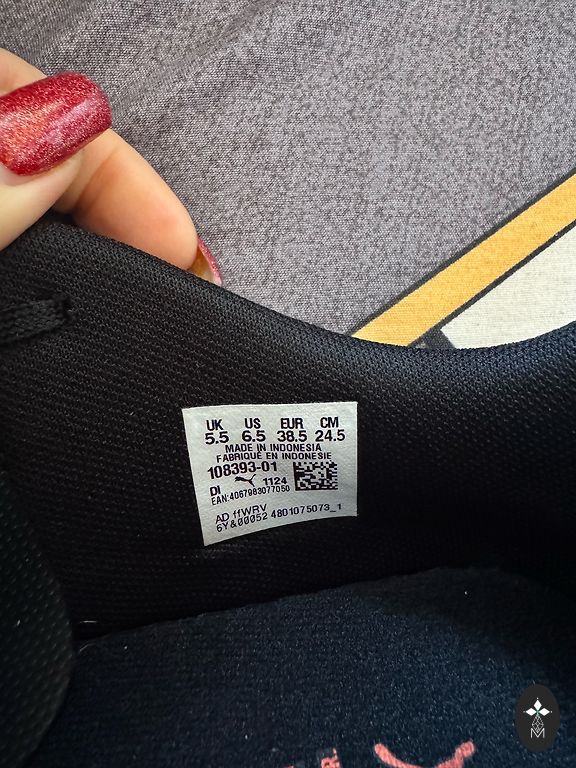 UK US EUR CM
5.5 6.5 38.5 24.5
MADE IN INDONESIA
FABRIQUÉ EN INDONESIE
108393-01
DI 1124
EAN:4067983077050
AD ffWRV
6Y&00052 4801075073_1
R.
M